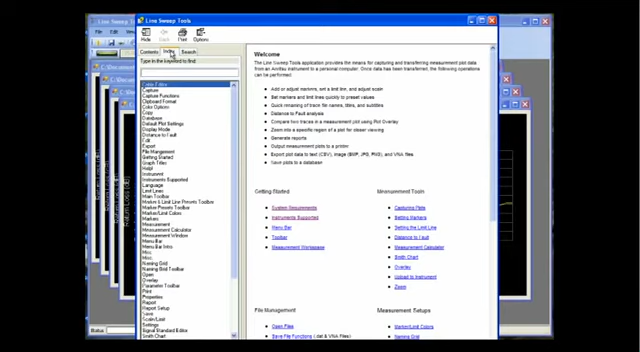 Line Sweep Tools
Hide
Back
Print
Options
Contents
Index
Search
Type in the keyword to find:
Capture
Capture Functions
Clipboard Format
Color Options
Copy
Database
Default Plot Settings
Display Mode
Distance to Fault
Edit
Export
File Management
Getting Started
Graph Titles
Help
Instrument
Instruments Supported
Language
Limit Lines
Main Toolbar
Marker & Limit Line Presets Toolbar
Marker Presets Toolbar
Marker/Limit Colors
Markers
Measurement
Measurement Calculator
Measurement Window
Menu Bar
Menu Bar Intro
Misc
Misc.
Naming Grid
Naming Grid Toolbar
Open
Overlay
Parameter Toolbar
Print
Properties
Report
Report Setup
Save
Scale/Limit
Settings
Signal Standard Editor
Smith Chart
Welcome
The Line Sweep Tools application provides the means for capturing and transferring measurement plot data
from an Anritsu instrument to a personal computer. Once data has been transferred, the following operations
can be performed:
Add or adjust markers, set a limit line, and adjust scale
Set markers and limit lines quickly to preset values
Quick renaming of trace file names, titles, and subtitles
Distance to Fault analysis
Compare two traces in a measurement plot using Plot Overlay
Zoom into a specific region of a plot for closer viewing
Generate reports
Output measurement plots to a printer
Export plot data to text (CSV), image (BMP, JPG, PNG), and VNA files
Save plots to a database
Getting Started
System Requirements
Instruments Supported
Menu Bar
Toolbar
Measurement Workspace
Measurement Tools
Capturing Plots
Setting Markers
Setting the Limit Line
Distance to Fault
Measurement Calculator
Smith Chart
Overlay
Upload to Instrument
Zoom
File Management
Open Files
Save File Functions (.dat & VNA files)
Measurement Setups
Marker/Limit Colors
Naming Grid